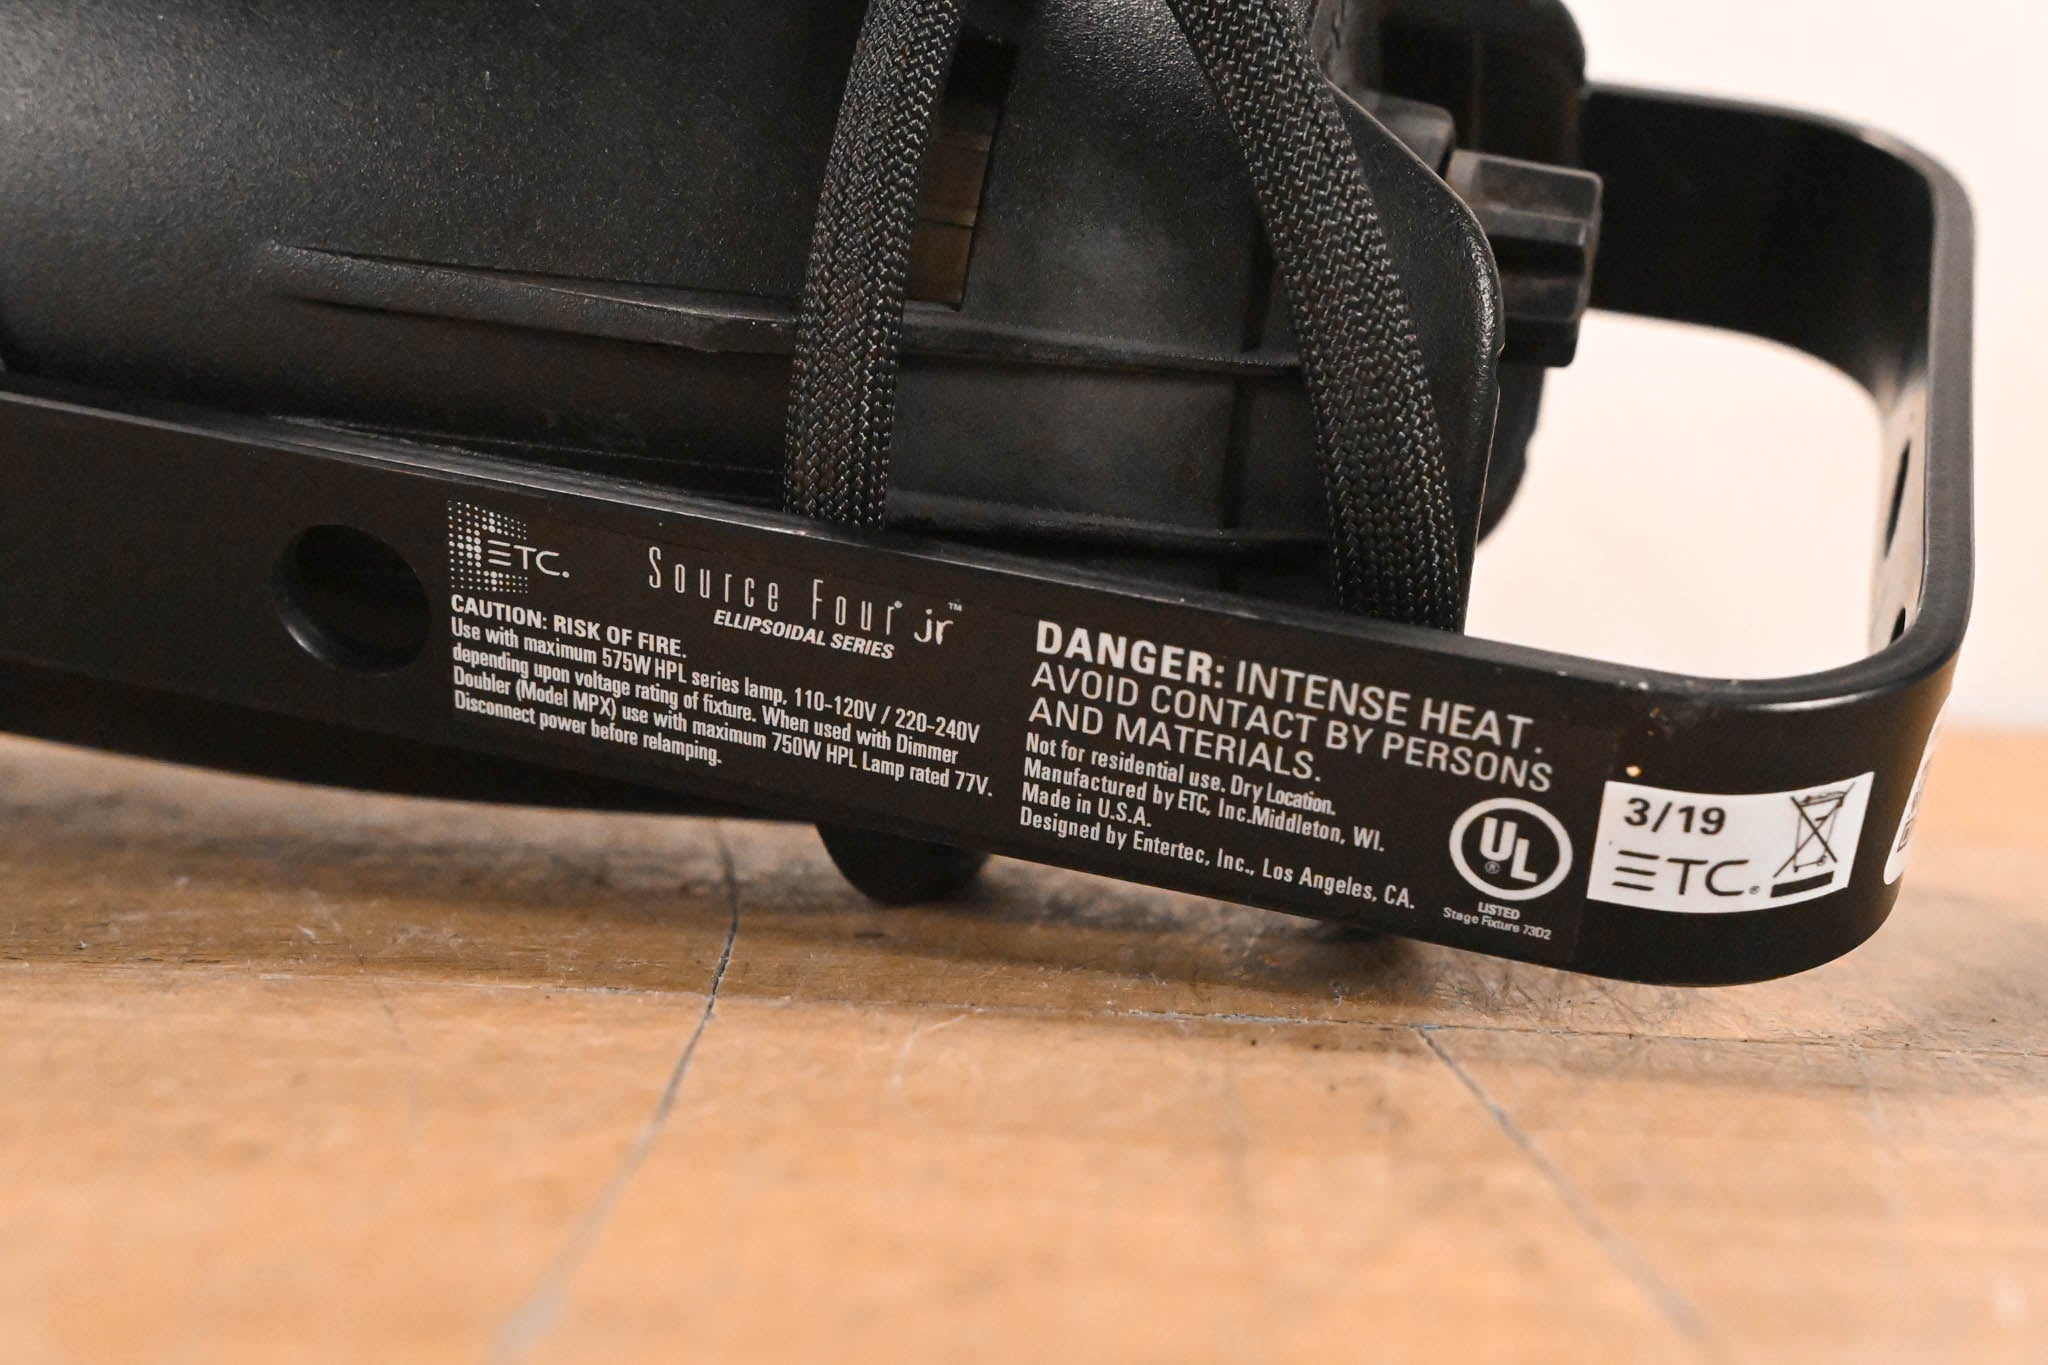 ETC®
Source Four® jr™
ELLIPSOIDAL SERIES
CAUTION: RISK OF FIRE.
Use with maximum 575W HPL series lamp, 110-120V / 220-240V
depending upon voltage rating of fixture. When used with Dimmer
Doubler (Model MPX) use with maximum 750W HPL Lamp rated 77V.
Disconnect power before relamping.
DANGER: INTENSE HEAT.
AVOID CONTACT BY PERSONS
AND MATERIALS.
Not for residential use. Dry Location.
Manufactured by ETC, Inc.Middleton, WI.
Made in U.S.A.
Designed by Entertec, Inc., Los Angeles, CA.
UL®
LISTED
Stage Fixture 73D2
3/19
ETC®